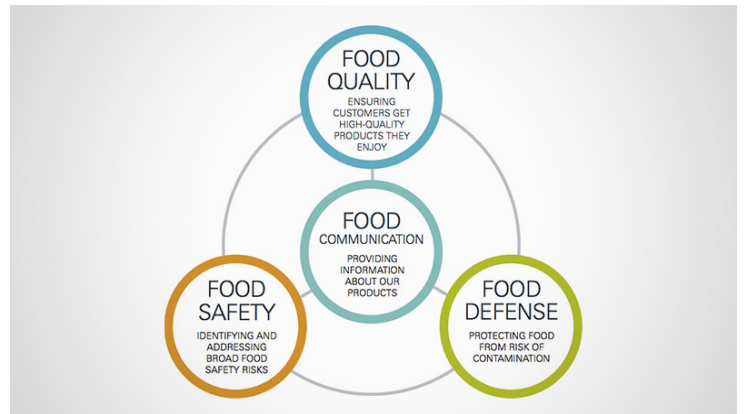 FOOD
QUALITY
ENSURING
CUSTOMERS GET
HIGH-QUALITY
PRODUCTS THEY
ENJOY
FOOD
COMMUNICATION
PROVIDING
INFORMATION
ABOUT OUR
PRODUCTS
FOOD
SAFETY
IDENTIFYING AND
ADDRESSING
BROAD FOOD
SAFETY RISKS
FOOD
DEFENSE
PROTECTING FOOD
FROM RISK OF
CONTAMINATION